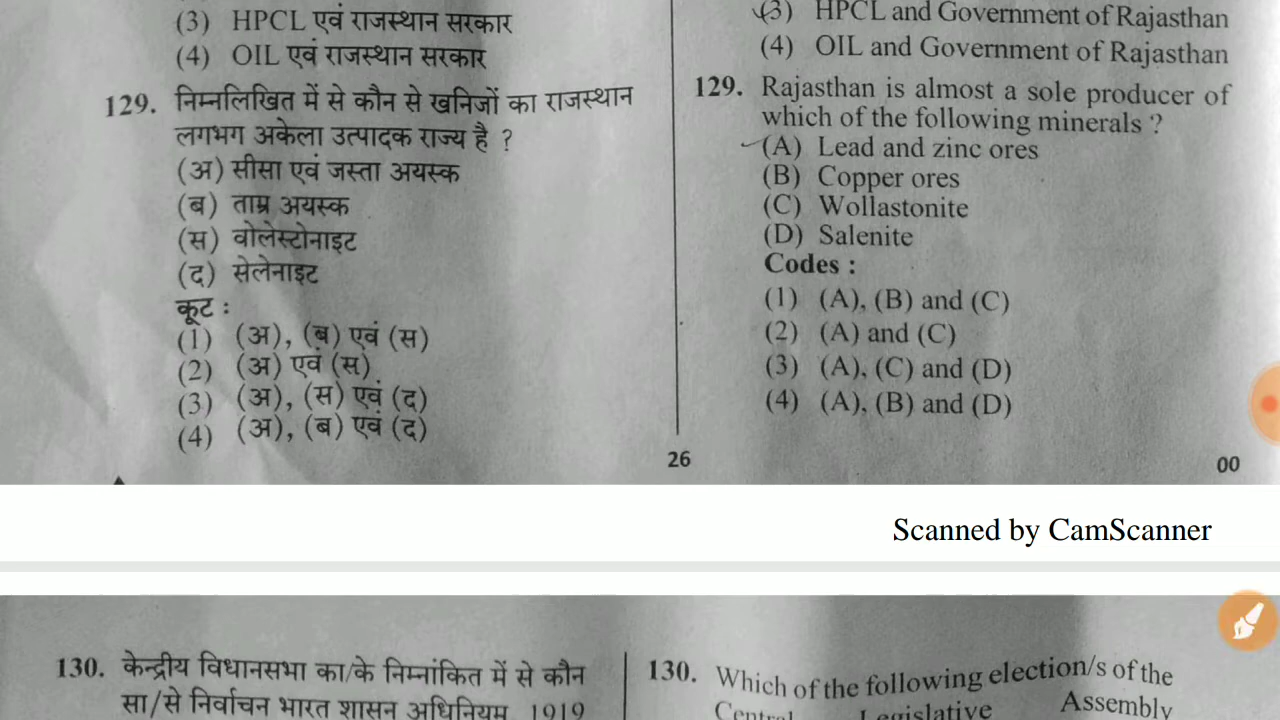 (3) HPCL एवं राजस्थान सरकार
(4) OIL एवं राजस्थान सरकार
129. निम्नलिखित में से कौन से खनिजों का राजस्थान
लगभग अकेला उत्पादक राज्य है ?
(अ) सीसा एवं जस्ता अयस्क
(ब) ताम्र अयस्क
(स) वोलेस्टोनाइट
(द) सेलेनाइट
कूट :
(1) (अ), (ब) एवं (स)
(2) (अ) एवं (स)
(3) (अ), (स) एवं (द)
(4) (अ), (ब) एवं (द)
(3) HPCL and Government of Rajasthan
(4) OIL and Government of Rajasthan
129. Rajasthan is almost a sole producer of
which of the following minerals ?
(A) Lead and zinc ores
(B) Copper ores
(C) Wollastonite
(D) Salenite
Codes :
(1) (A), (B) and (C)
(2) (A) and (C)
(3) (A), (C) and (D)
(4) (A), (B) and (D)
26
00
Scanned by CamScanner
130. केन्द्रीय विधानसभा का/के निम्नांकित में से कौन
सा/से निर्वाचन भारत शासन अधिनियम, 1919
130. Which of the following election/s of the
Central Legislative Assembly